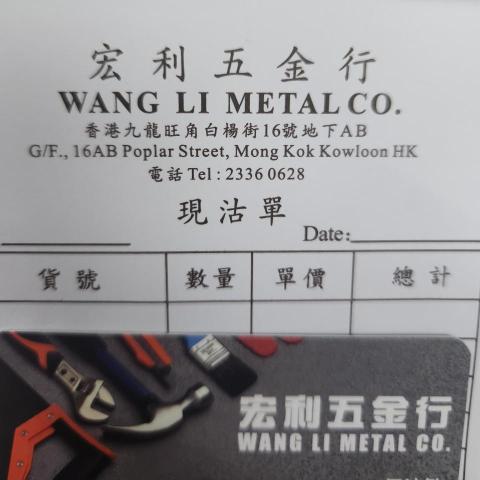 宏利五金行
WANG LI METAL CO.
香港九龍旺角白楊街16號地下AB
G/F., 16AB Poplar Street, Mong Kok Kowloon HK
電話 Tel : 2336 0628
現沽單
Date:
貨號 數量 單價 總計
宏利五金行
WANG LI METAL CO.